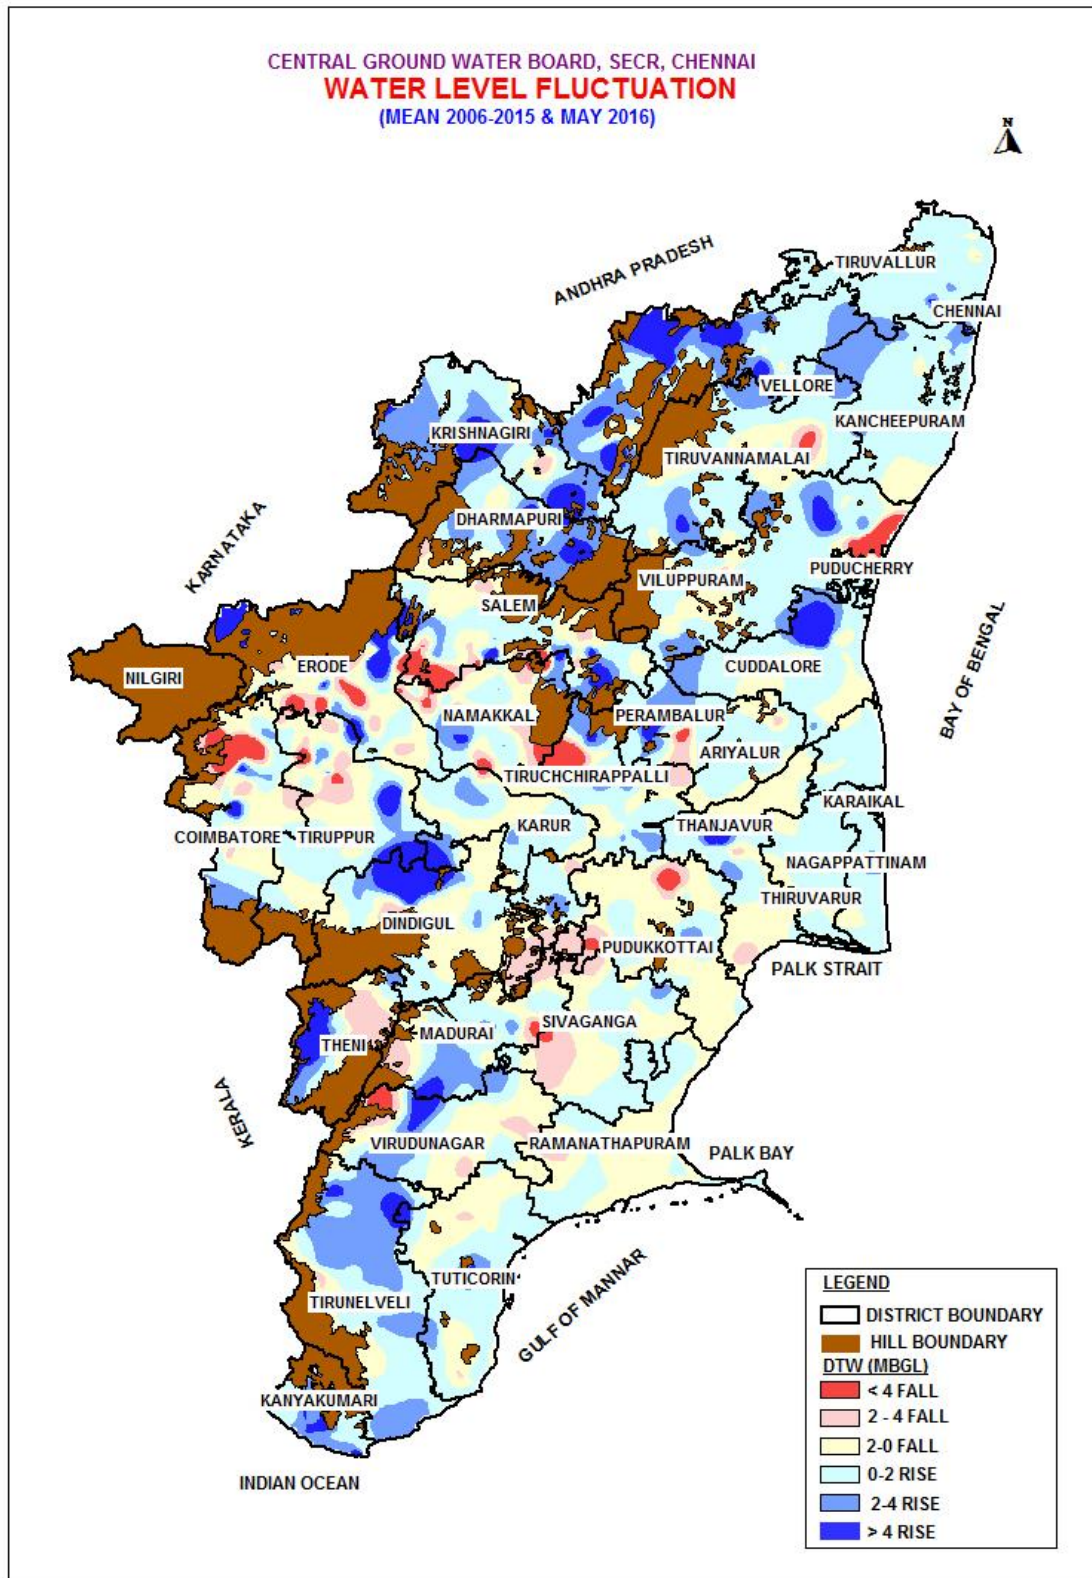 CENTRAL GROUND WATER BOARD, SECR, CHENNAI
WATER LEVEL FLUCTUATION
(MEAN 2006-2015 & MAY 2016)
N
ANDHRA PRADESH
TIRUVALLUR
CHENNAI
VELLORE
KANCHEEPURAM
KRISHNAGIRI
TIRUVANNAMALAI
DHARMAPURI
KARNATAKA
PUDUCHERRY
VILUPPURAM
SALEM
BAY OF BENGAL
CUDDALORE
ERODE
NILGIRI
NAMAKKAL
PERAMBALUR
ARIYALUR
TIRUCHCHIRAPPALLI
KARAIKAL
KARUR
THANJAVUR
COIMBATORE
TIRUPPUR
NAGAPPATTINAM
THIRUVARUR
DINDIGUL
PUDUKKOTTAI
PALK STRAIT
SIVAGANGA
MADURAI
THENI
KERALA
VIRUDUNAGAR
RAMANATHAPURAM
PALK BAY
TUTICORIN
GULF OF MANNAR
TIRUNELVELI
KANYAKUMARI
INDIAN OCEAN
LEGEND
DISTRICT BOUNDARY
HILL BOUNDARY
DTW (MBGL)
< 4 FALL
2 - 4 FALL
2-0 FALL
0-2 RISE
2-4 RISE
> 4 RISE